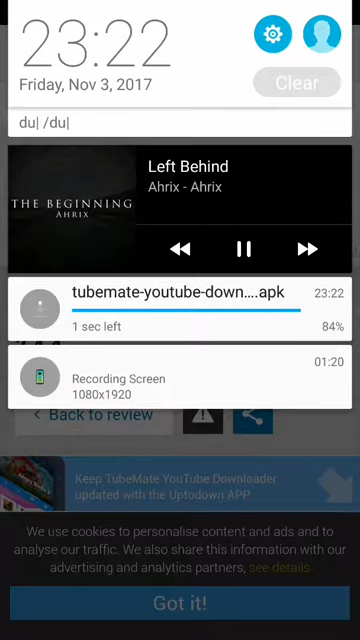 23:22
Friday, Nov 3, 2017
Clear
du| /du|
Left Behind
Ahrix - Ahrix
THE BEGINNING
AHRIX
tubemate-youtube-down....apk
23:22
1 sec left
84%
01:20
Recording Screen
1080x1920
Back to review
Keep TubeMate YouTube Downloader
updated with the Uptodown APP
We use cookies to personalise content and ads and to
analyse our traffic. We also share this information with our
advertising and analytics partners, see details
Got it!